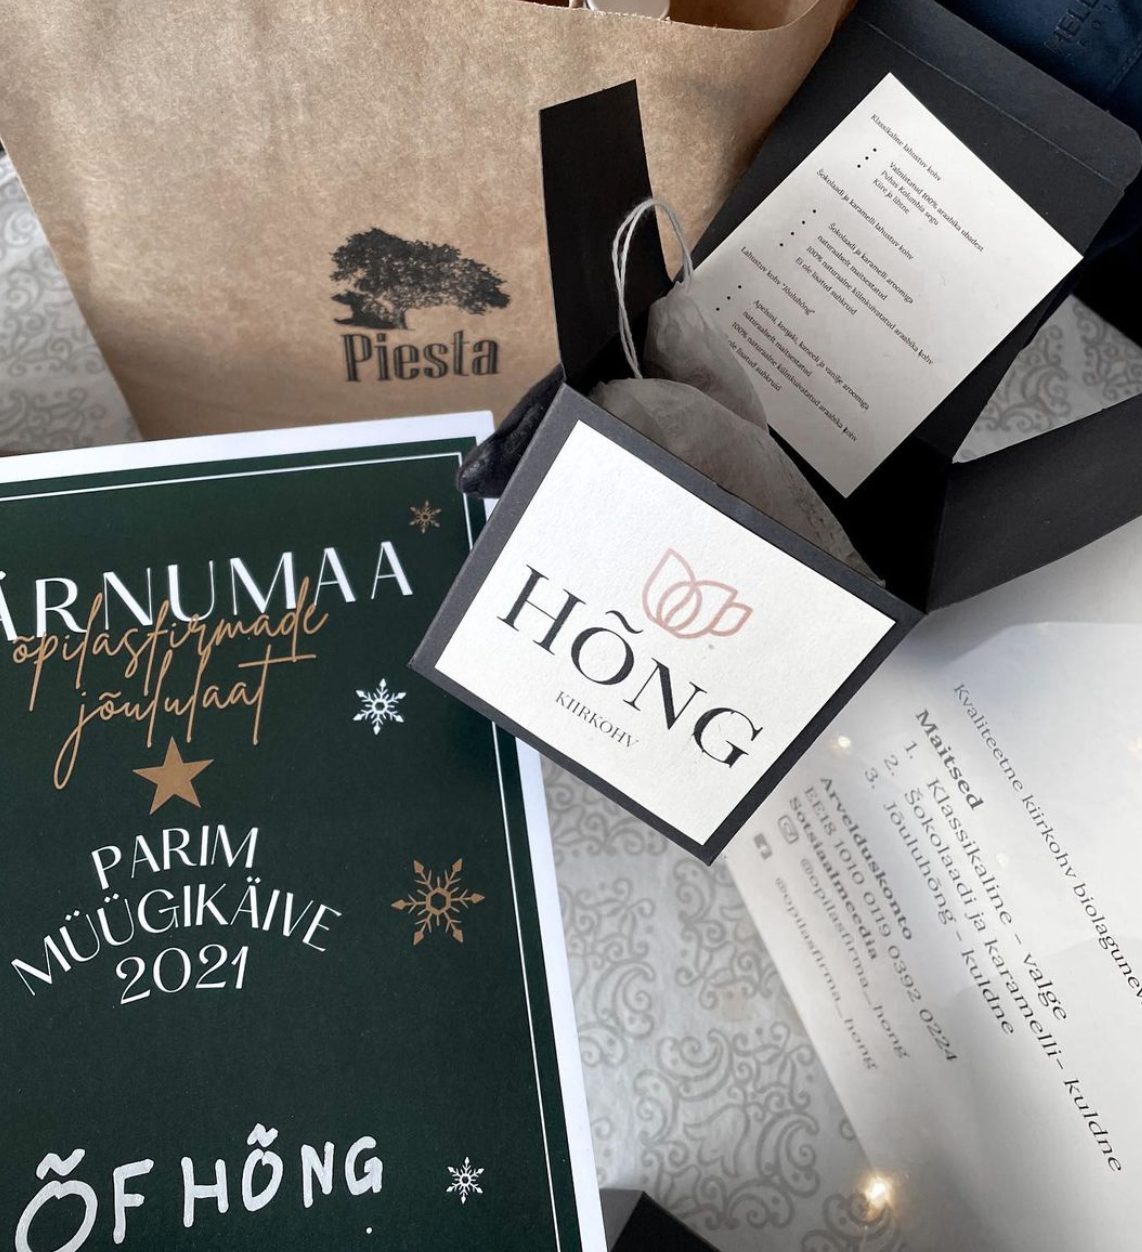 Piesta
HELL
Klassikaline lahustuv kohv
Valmistatud 100% araabika ubadest
Puhas Kolumbia segu
Kiire ja lihtne
Šokolaadi ja karamelli lahustuv kohv
Šokolaadi ja karamelli aroomiga
naturaalselt maitsestatud
100% naturaalne külmkuivatatud araabika kohv
Ei ole lisatud suhkruid
Lahustuv kohv "Jõuluhõng"
Apelsini, konjaki, kaneeli ja vanilje aroomiga
naturaalselt maitsestatud
100% naturaalne külmkuivatatud araabika kohv
ole lisatud suhkruid
HÕNG
KIIRKOHV
ÄRNUMAA
õpilasfirmade
jõululaat
PARIM
MÜÜGIKÄIVE
2021
ÕF HÕNG
Kvaliteetne kiirkohv biolagunev
Maitsed
1. Klassikaline - valge
2. Šokolaadi ja karamelli- kuldne
3. Jõuluhõng - kuldne
Arvelduskonto
EE18 1010 0119 0392 0224
Sotsiaalmeedia
@opilasfirma_hong
@opilasfirma_hong